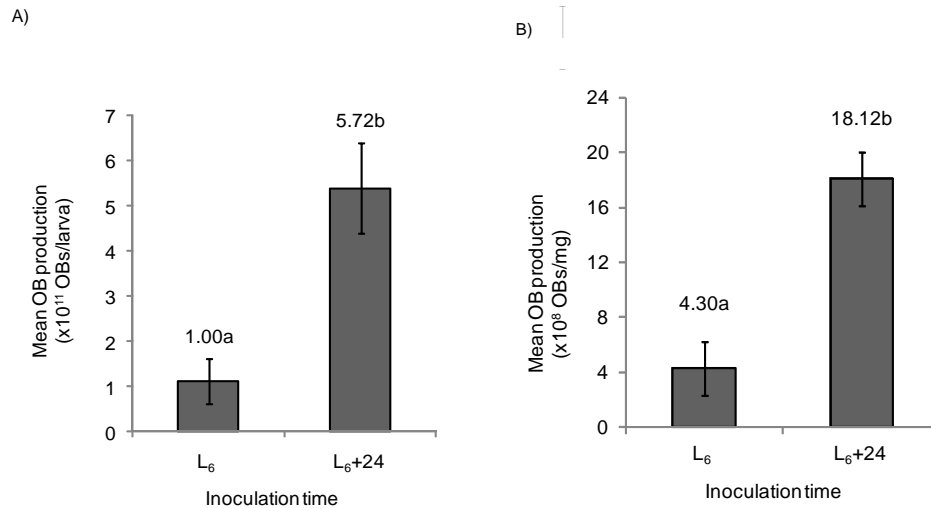 A)
Mean OB production
(x10¹¹ OBs/larva)
7
6
5
4
3
2
1
0
1.00a
5.72b
L₆
L₆+24
Inoculation time
B)
Mean OB production
(x10⁸ OBs/mg)
24
20
16
12
8
4
0
4.30a
18.12b
L₆
L₆+24
Inoculation time